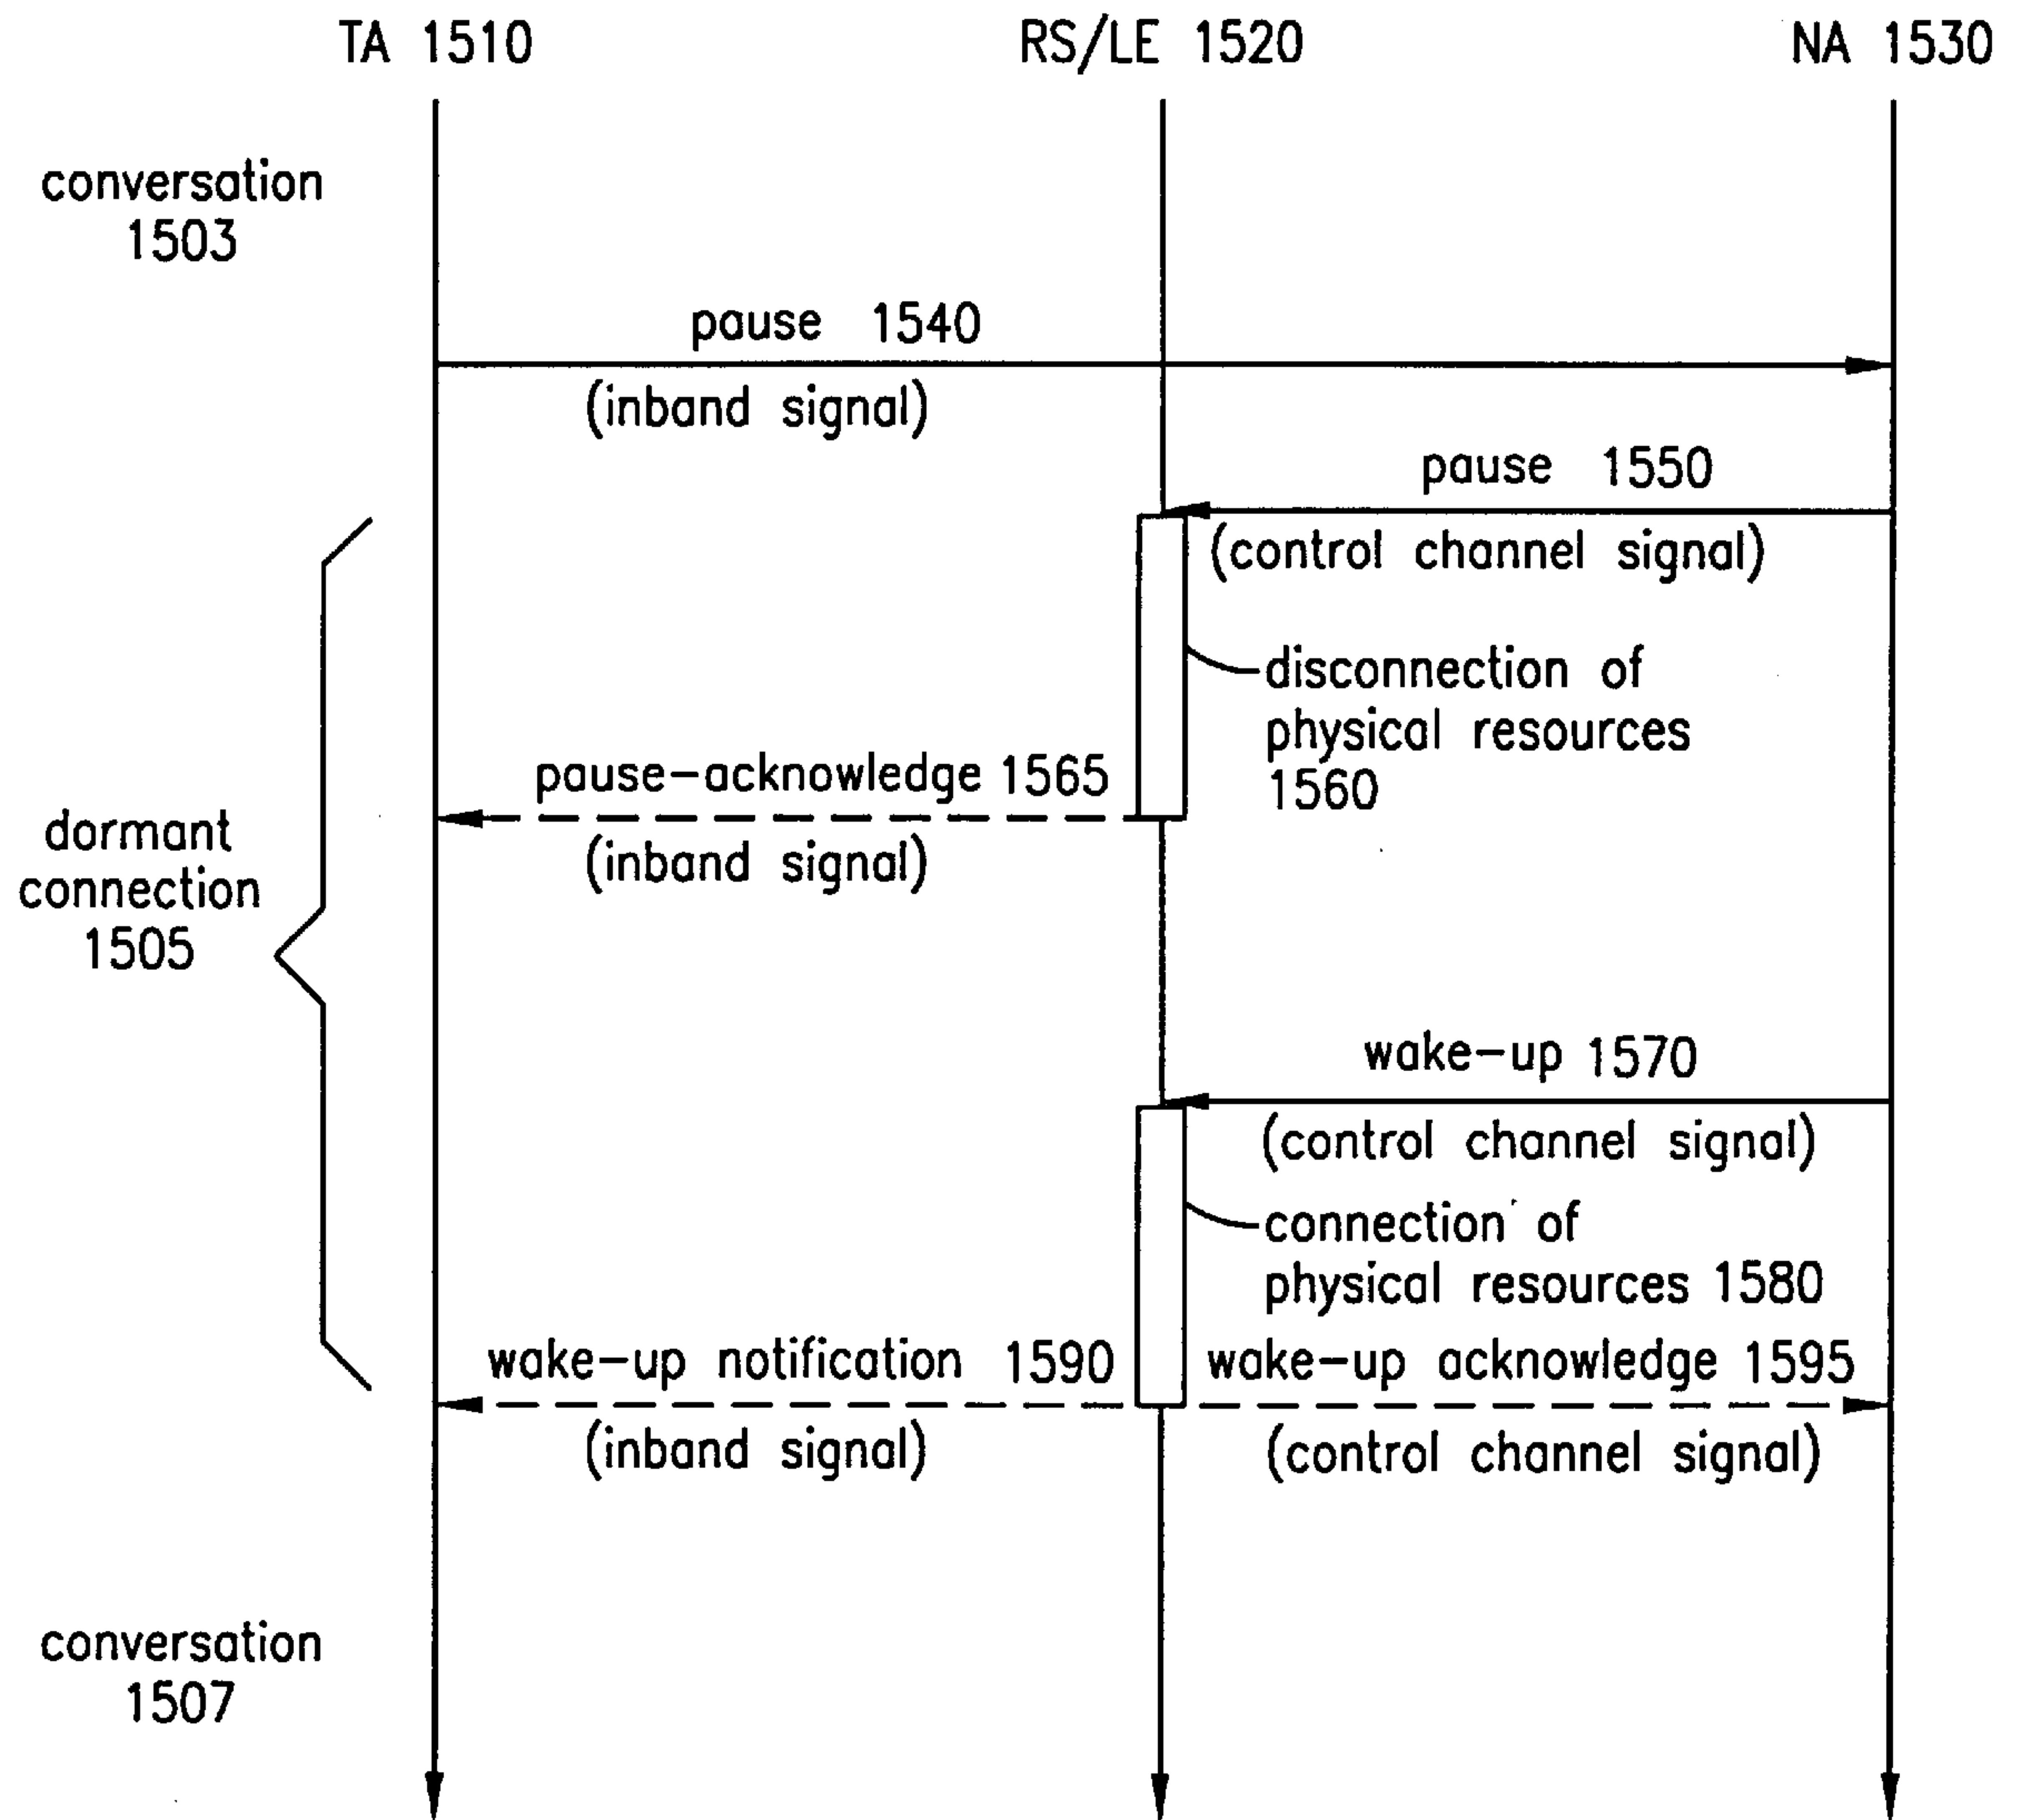 TA 1510
RS/LE 1520
NA 1530
conversation
1503
pause 1540
(inband signal)
pause 1550
(control channel signal)
disconnection of
physical resources
1560
pause-acknowledge 1565
(inband signal)
dormant
connection
1505
wake-up 1570
(control channel signal)
connection of
physical resources 1580
wake-up notification 1590
wake-up acknowledge 1595
(inband signal)
(control channel signal)
conversation
1507